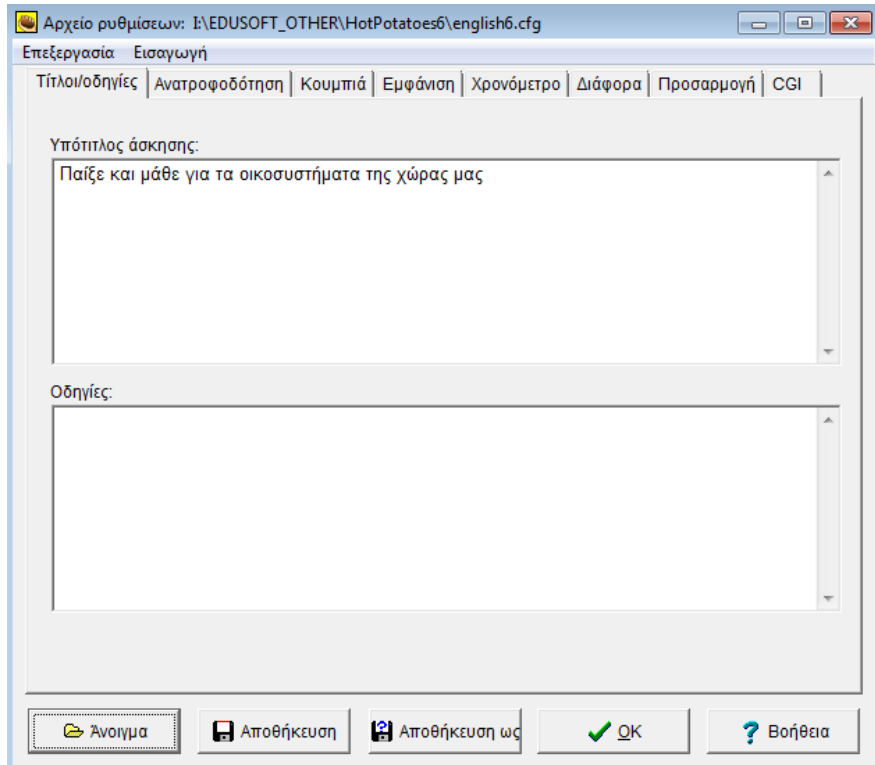 Αρχείο ρυθμίσεων: I:\EDUSOFT_OTHER\HotPotatoes6\english6.cfg
Επεξεργασία Εισαγωγή
Τίτλοι/οδηγίες Ανατροφοδότηση Κουμπιά Εμφάνιση Χρονόμετρο Διάφορα Προσαρμογή CGI
Υπότιτλος άσκησης:
Παίξε και μάθε για τα οικοσυστήματα της χώρας μας
Οδηγίες:
Άνοιγμα Αποθήκευση Αποθήκευση ως OK Βοήθεια